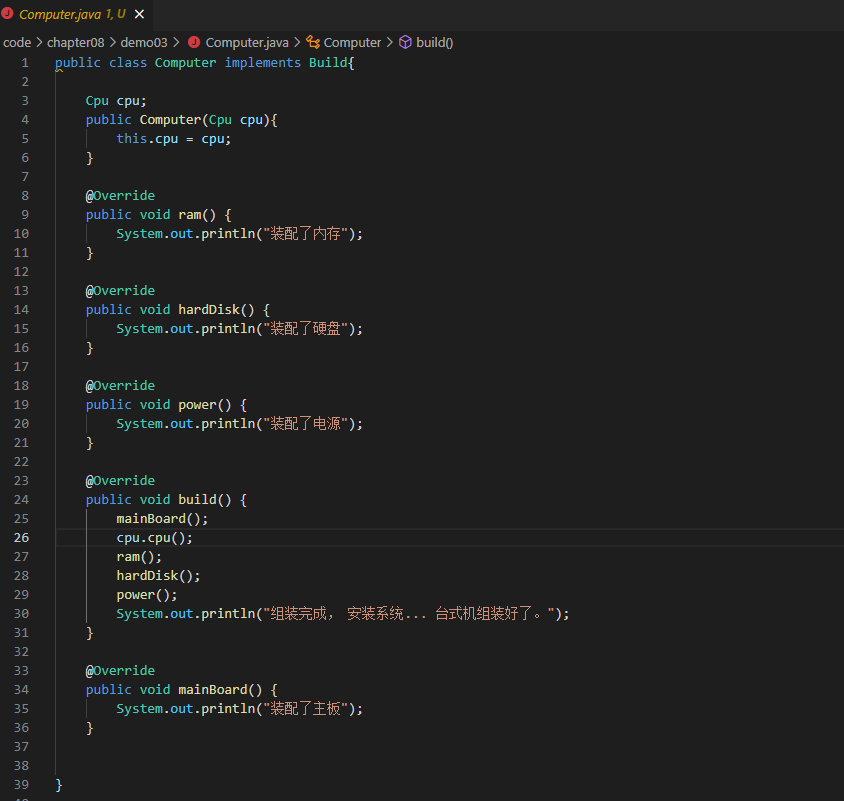 Computer.java 1, U
code > chapter08 > demo03 > Computer.java > Computer > build()
1 public class Computer implements Build{
2
3     Cpu cpu;
4     public Computer(Cpu cpu){
5         this.cpu = cpu;
6     }
7
8     @Override
9     public void ram() {
10         System.out.println("装配了内存");
11     }
12
13     @Override
14     public void hardDisk() {
15         System.out.println("装配了硬盘");
16     }
17
18     @Override
19     public void power() {
20         System.out.println("装配了电源");
21     }
22
23     @Override
24     public void build() {
25         mainBoard();
26         cpu.cpu();
27         ram();
28         hardDisk();
29         power();
30         System.out.println("组装完成， 安装系统... 台式机组装好了。");
31     }
32
33     @Override
34     public void mainBoard() {
35         System.out.println("装配了主板");
36     }
37
38
39 }